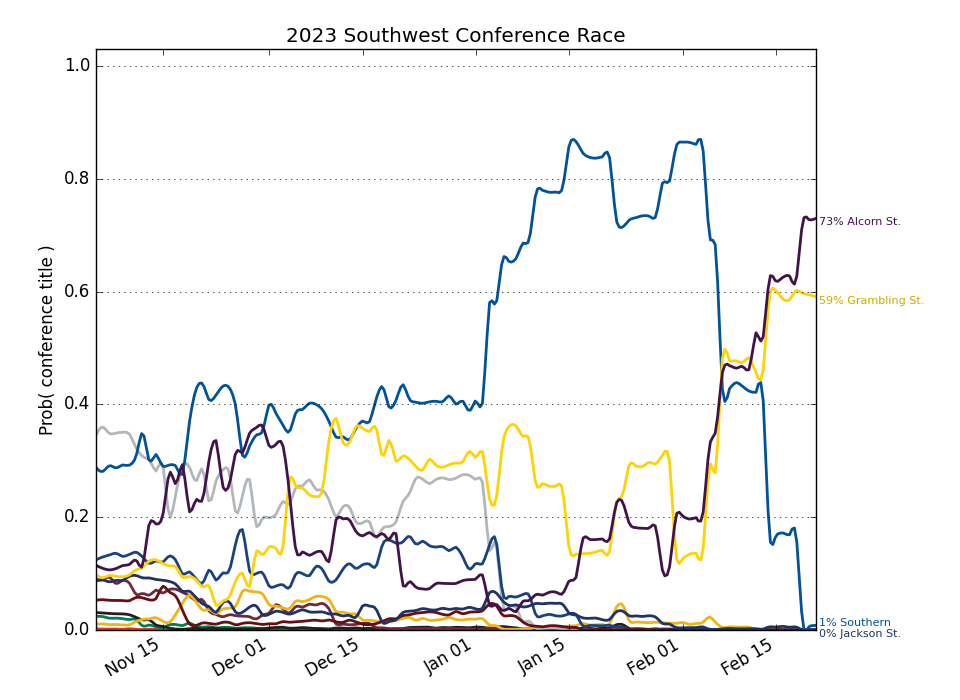 2023 Southwest Conference Race
Prob( conference title )
1.0
0.8
0.6
0.4
0.2
0.0
73% Alcorn St.
59% Grambling St.
1% Southern
0% Jackson St.
Nov 15
Dec 01
Dec 15
Jan 01
Jan 15
Feb 01
Feb 15